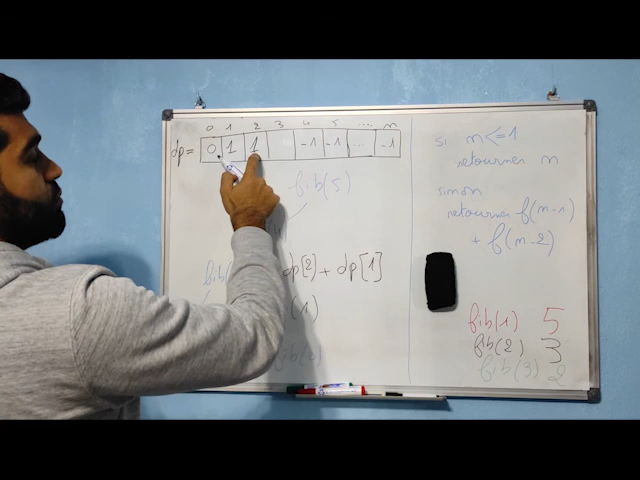 0 1 2 3 4 5 ... n
dp= 0 1 1 -1 -1 ... -1
fib(5)
dp[2] + dp[1]
(1)
si n<=1
retourner n
sinon
retourner f(n-1)
+ f(n-2)
fib(1) 5
fib(2) 3
fib(3) 2